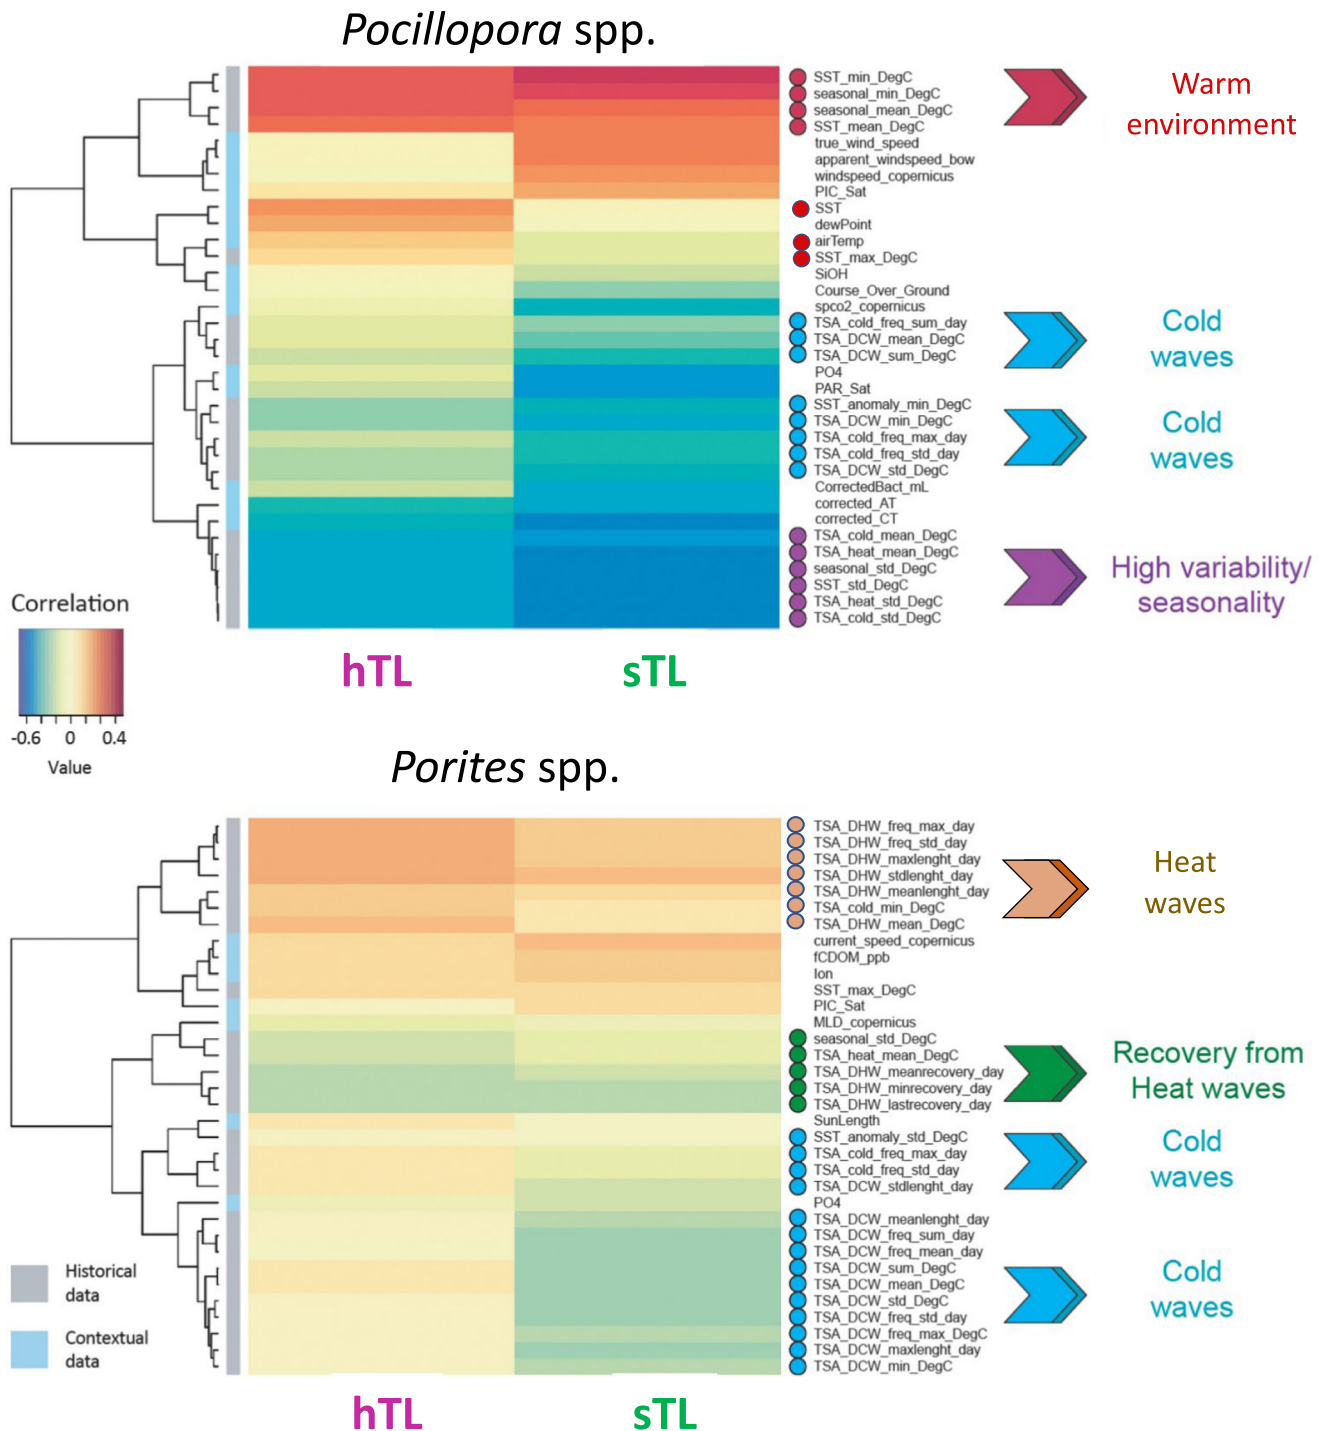 Pocillopora spp.
SST_min_DegC
seasonal_min_DegC
seasonal_mean_DegC
SST_mean_DegC
true_wind_speed
apparent_windspeed_bow
windspeed_copernicus
PIC_Sat
SST
dewPoint
airTemp
SST_max_DegC
SiOH
Course_Over_Ground
spco2_copernicus
TSA_cold_freq_sum_day
TSA_DCW_mean_DegC
TSA_DCW_sum_DegC
PO4
PAR_Sat
SST_anomaly_min_DegC
TSA_DCW_min_DegC
TSA_cold_freq_max_day
TSA_cold_freq_std_day
TSA_DCW_std_DegC
CorrectedBact_mL
corrected_AT
corrected_CT
TSA_cold_mean_DegC
TSA_heat_mean_DegC
seasonal_std_DegC
SST_std_DegC
TSA_heat_std_DegC
TSA_cold_std_DegC
Warm
environment
Cold
waves
Cold
waves
High variability/
seasonality
Correlation
-0.6 0 0.4
Value
hTL sTL
Porites spp.
TSA_DHW_freq_max_day
TSA_DHW_freq_std_day
TSA_DHW_maxlenght_day
TSA_DHW_stdlenght_day
TSA_DHW_meanlenght_day
TSA_cold_min_DegC
TSA_DHW_mean_DegC
current_speed_copernicus
fCDOM_ppb
Ion
SST_max_DegC
PIC_Sat
MLD_copernicus
seasonal_std_DegC
TSA_heat_mean_DegC
TSA_DHW_meanrecovery_day
TSA_DHW_minrecovery_day
TSA_DHW_lastrecovery_day
SunLength
SST_anomaly_std_DegC
TSA_cold_freq_max_day
TSA_cold_freq_std_day
TSA_DCW_stdlenght_day
PO4
TSA_DCW_meanlenght_day
TSA_DCW_freq_sum_day
TSA_DCW_freq_mean_day
TSA_DCW_sum_DegC
TSA_DCW_mean_DegC
TSA_DCW_std_DegC
TSA_DCW_freq_std_day
TSA_DCW_freq_max_DegC
TSA_DCW_maxlenght_day
TSA_DCW_min_DegC
Heat
waves
Recovery from
Heat waves
Cold
waves
Cold
waves
Historical
data
Contextual
data
hTL sTL